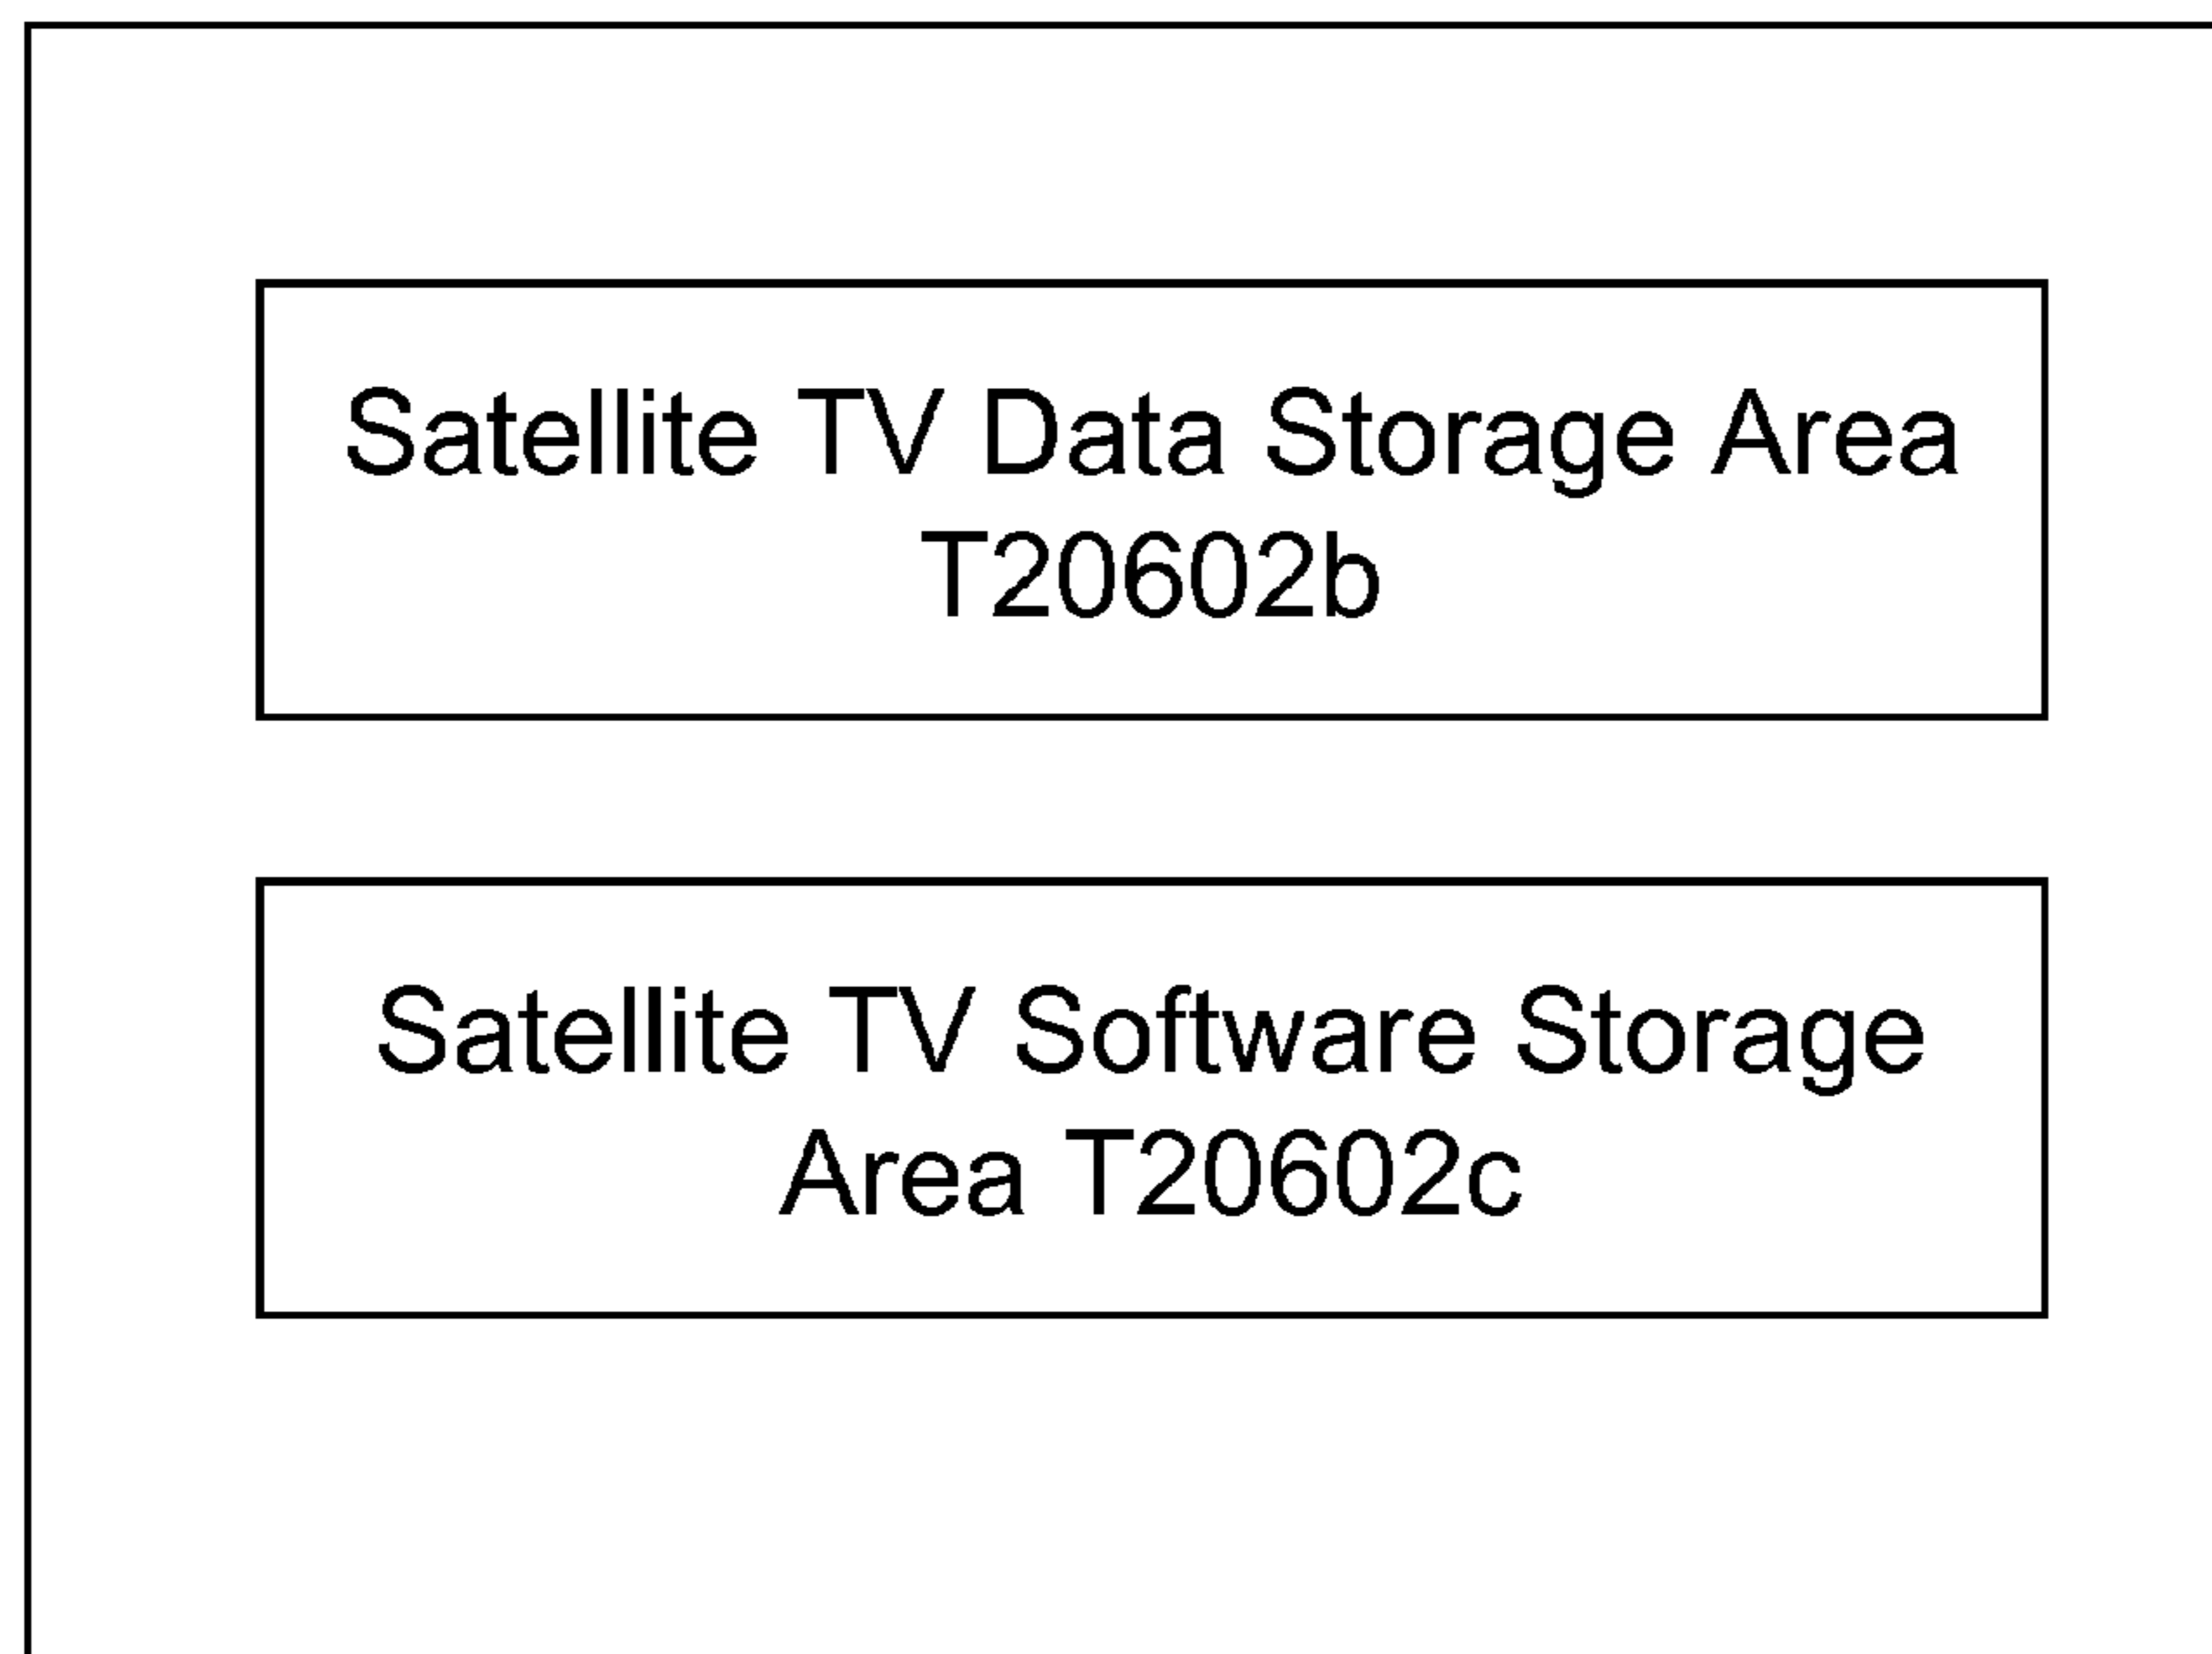 Satellite TV Data Storage Area
T20602b
Satellite TV Software Storage
Area T20602c